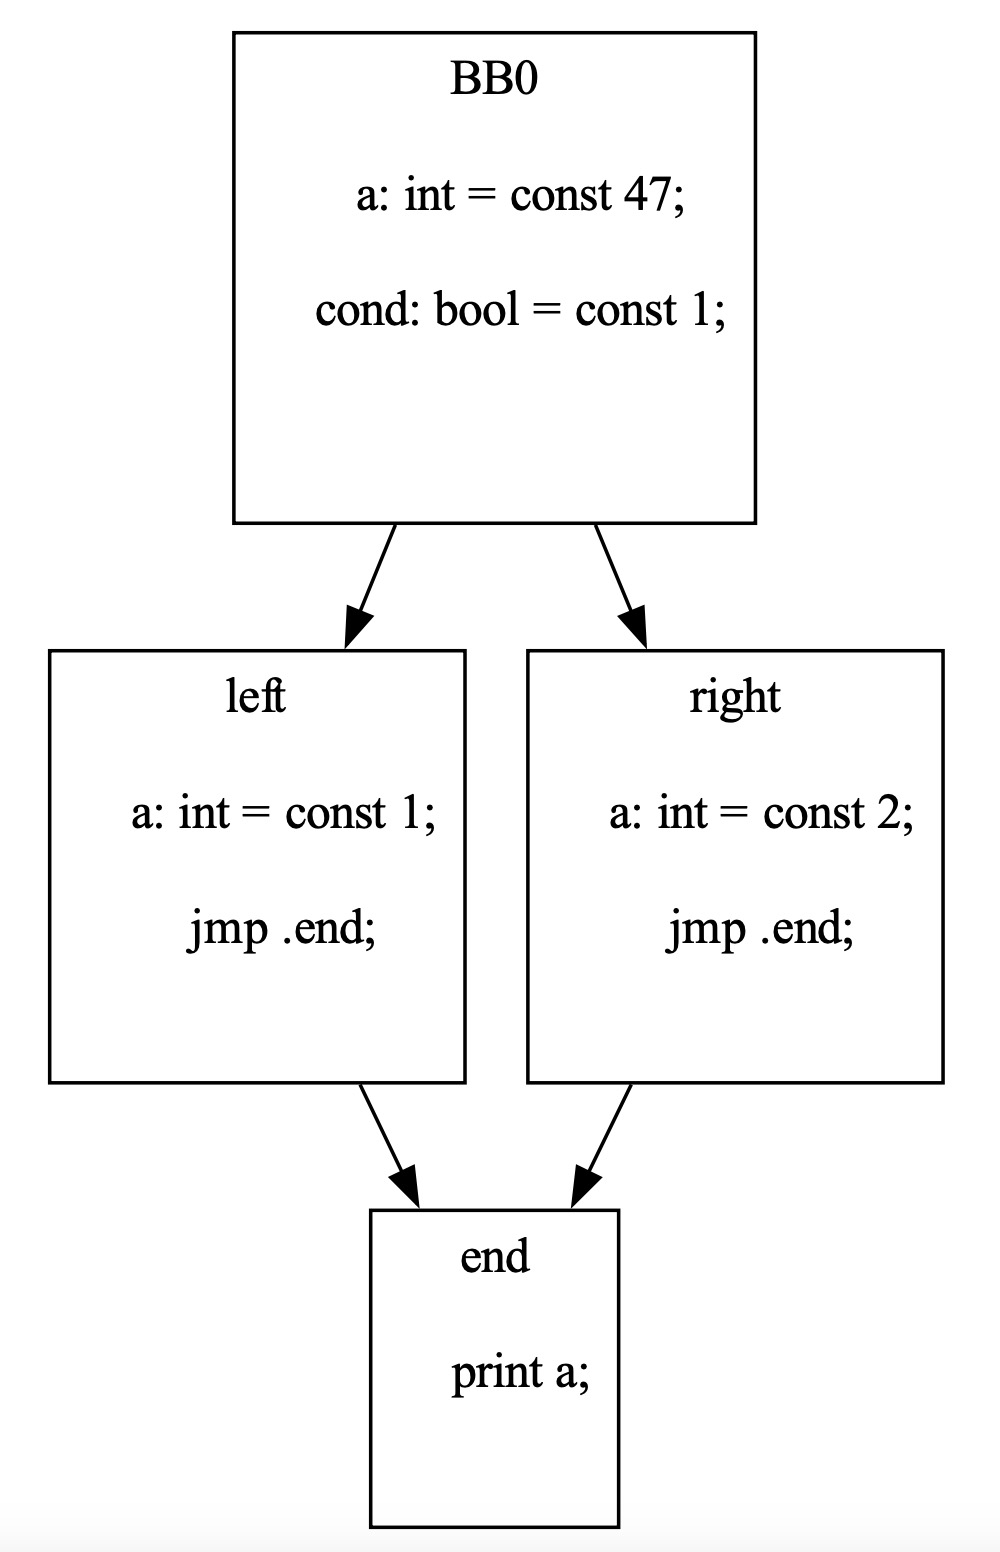 BB0
a: int = const 47;
cond: bool = const 1;
left
a: int = const 1;
jmp .end;
right
a: int = const 2;
jmp .end;
end
print a;